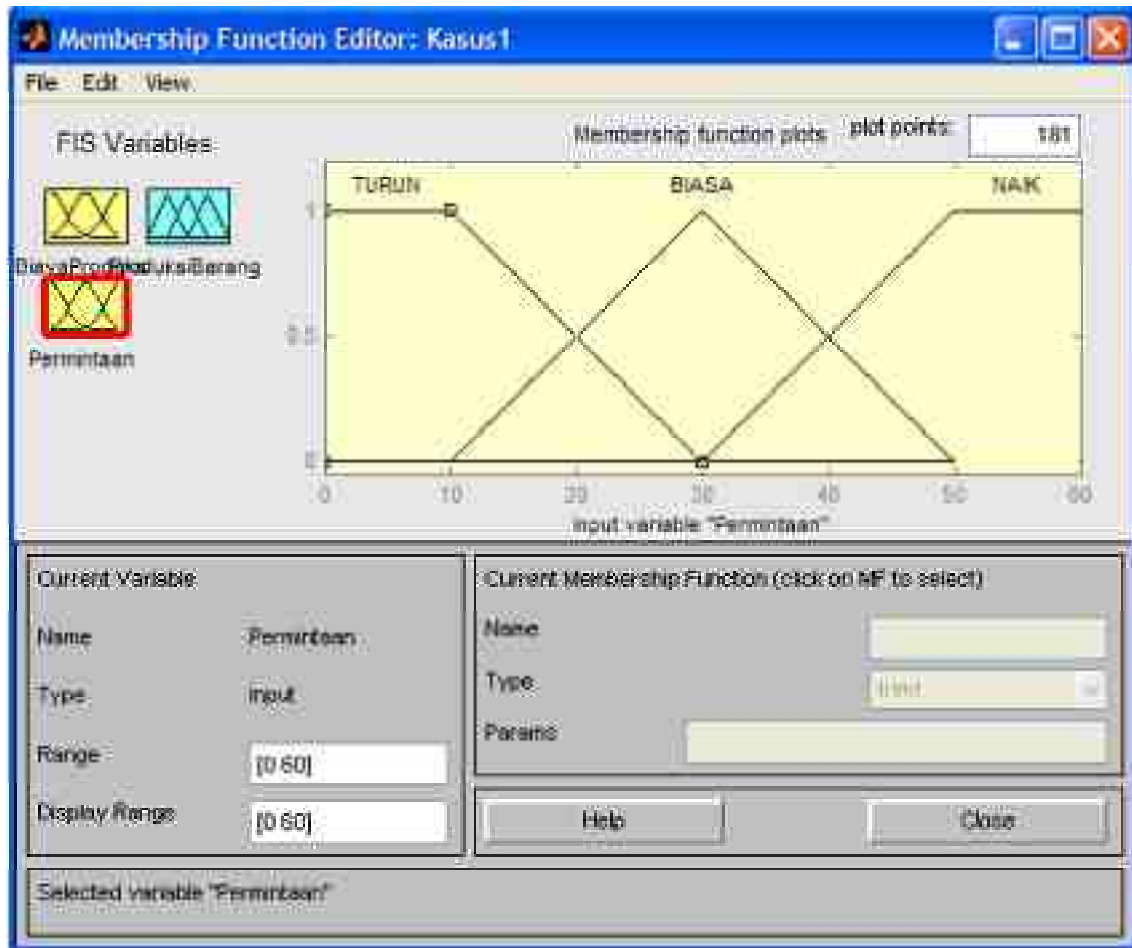 Membership Function Editor: Kasus1
File Edit View
FIS Variables
Membership function plots plot points: 181
TURUN BIASA NAIK
1
0.5
0
0 10 20 30 40 50 60
input variable "Permintaan"
Permintaan
Current Variable
Name Permintaan
Type input
Range [0 60]
Display Range [0 60]
Current Membership Function (click on MF to select)
Name
Type trimf
Params
Help Close
Selected variable "Permintaan"